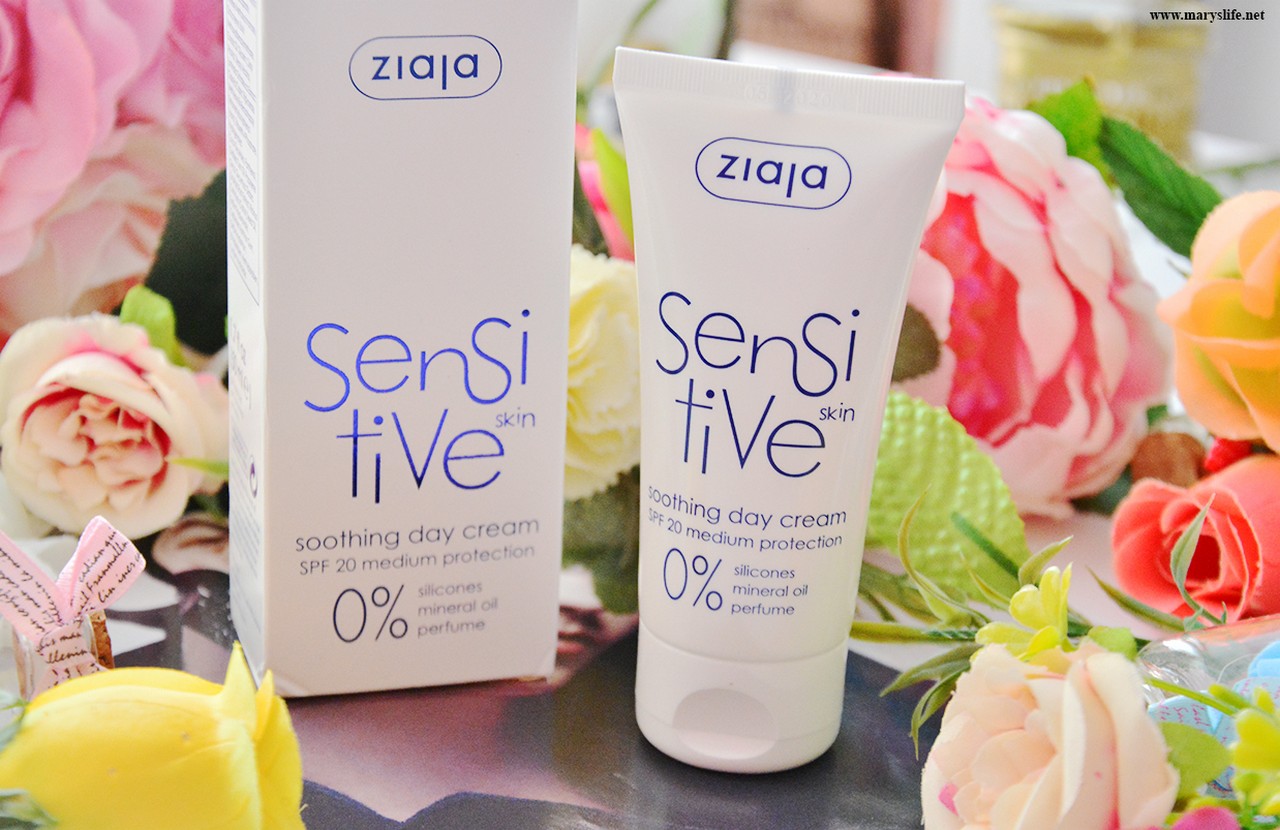 www.maryslife.net
ziaja
sensi
tive skin
soothing day cream
SPF 20 medium protection
0% silicones
mineral oil
perfume
ziaja
sensi
tive skin
soothing day cream
SPF 20 medium protection
0% silicones
mineral oil
perfume